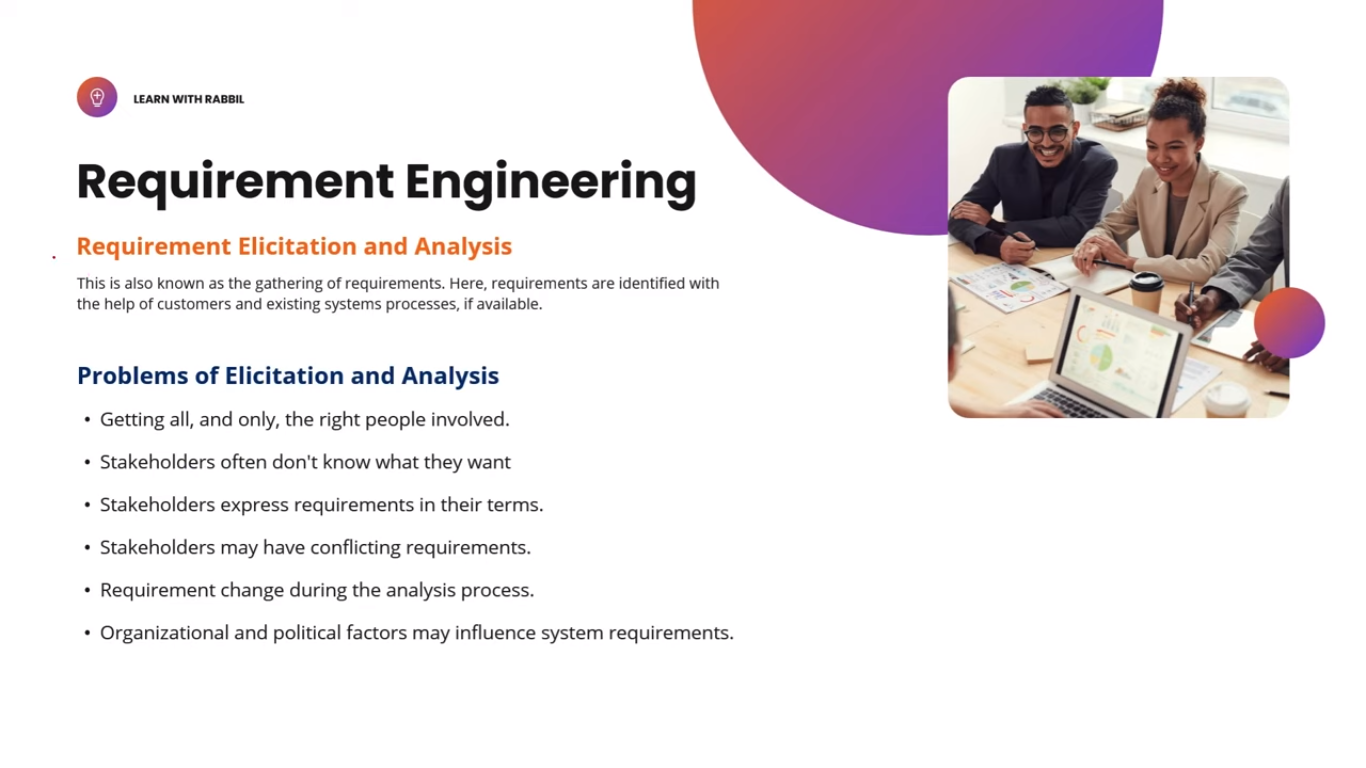 LEARN WITH RABBIL
Requirement Engineering
Requirement Elicitation and Analysis
This is also known as the gathering of requirements. Here, requirements are identified with
the help of customers and existing systems processes, if available.
Problems of Elicitation and Analysis
• Getting all, and only, the right people involved.
• Stakeholders often don't know what they want
• Stakeholders express requirements in their terms.
• Stakeholders may have conflicting requirements.
• Requirement change during the analysis process.
• Organizational and political factors may influence system requirements.